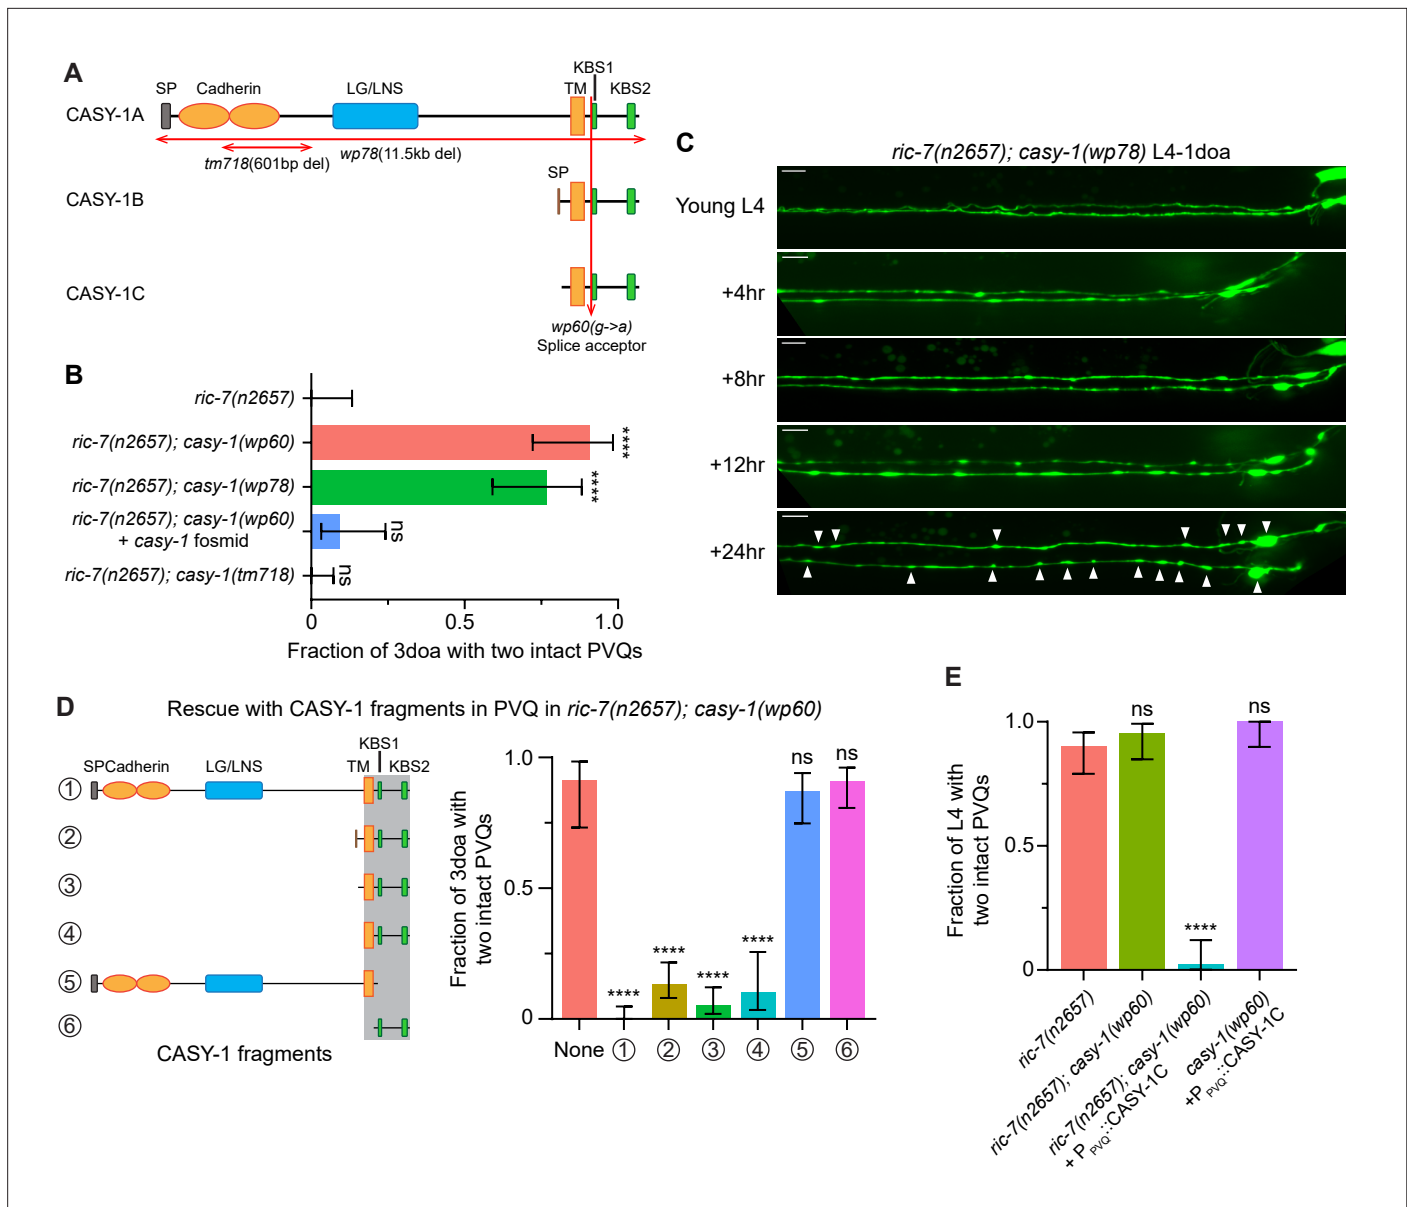 A
SP
Cadherin
LG/LNS
TM
KBS1
KBS2
CASY-1A
tm718(601bp del)
wp78(11.5kb del)
SP
CASY-1B
CASY-1C
wp60(g->a)
Splice acceptor
B
ric-7(n2657)
ric-7(n2657); casy-1(wp60)
****
ric-7(n2657); casy-1(wp78)
****
ric-7(n2657); casy-1(wp60)
+ casy-1 fosmid
ns
ric-7(n2657); casy-1(tm718)
ns
0
0.5
1.0
Fraction of 3doa with two intact PVQs
C
ric-7(n2657); casy-1(wp78) L4-1doa
Young L4
+4hr
+8hr
+12hr
+24hr
D
Rescue with CASY-1 fragments in PVQ in ric-7(n2657); casy-1(wp60)
SP
Cadherin
LG/LNS
TM
KBS1
KBS2
①
②
③
④
⑤
⑥
CASY-1 fragments
Fraction of 3doa with
two intact PVQs
1.0
0.5
0
****
****
****
****
ns
ns
None
①
②
③
④
⑤
⑥
E
Fraction of L4 with
two intact PVQs
1.0
0.5
0
ns
****
ns
ric-7(n2657)
ric-7(n2657); casy-1(wp60)
ric-7(n2657); casy-1(wp60)
+ P PVQ::CASY-1C
casy-1(wp60)
+P PVQ::CASY-1C